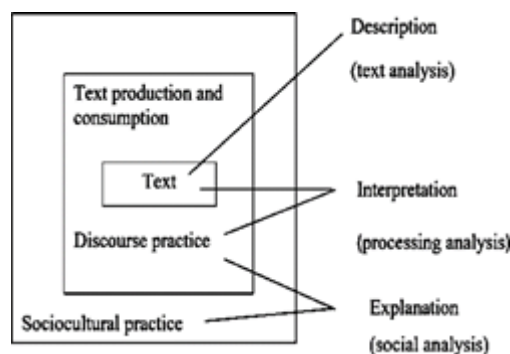 Description
(text analysis)
Text production and
consumption
Text
Interpretation
Discourse practice
(processing analysis)
Explanation
Sociocultural practice
(social analysis)